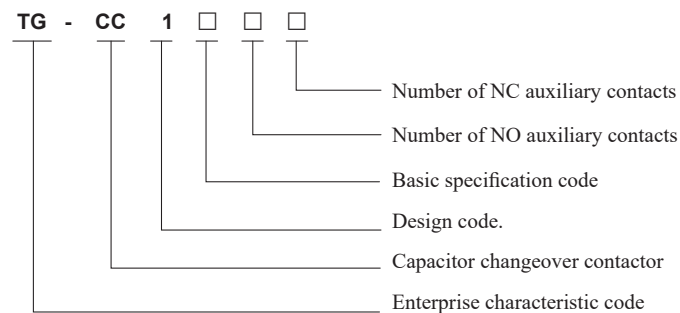 TG - CC 1 □ □ □
Number of NC auxiliary contacts
Number of NO auxiliary contacts
Basic specification code
Design code.
Capacitor changeover contactor
Enterprise characteristic code